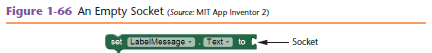 Figure 1-66 An Empty Socket (Source: MIT App Inventor 2)
set LabelMessage . Text to Socket